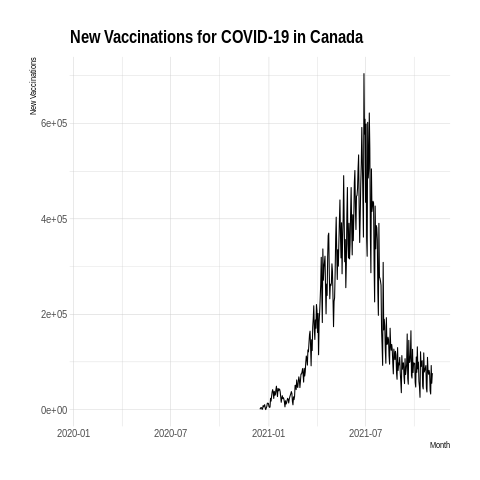 New Vaccinations for COVID-19 in Canada
New Vaccinations
6e+05
4e+05
2e+05
0e+00
2020-01 2020-07 2021-01 2021-07
Month